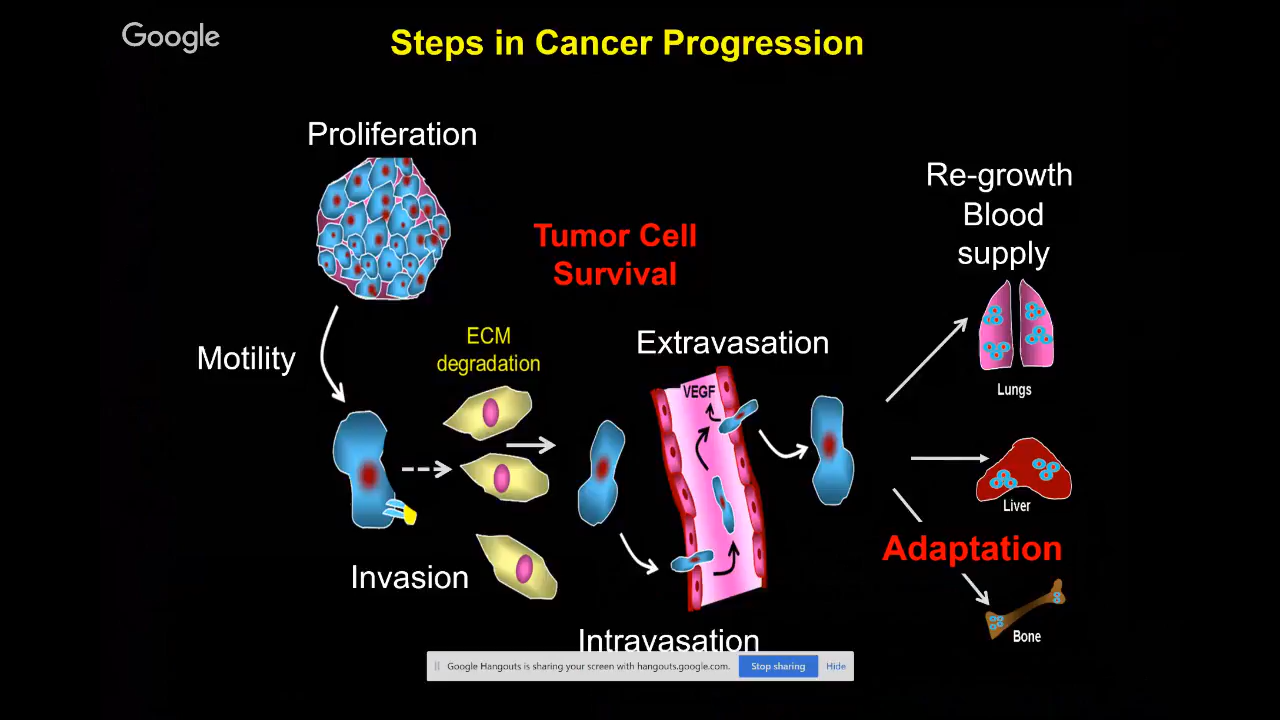 Google
Steps in Cancer Progression
Proliferation
Re-growth
Blood
supply
Tumor Cell
Survival
Motility
ECM
degradation
Extravasation
VEGF
Lungs
Liver
Adaptation
Invasion
Bone
Intravasation
Google Hangouts is sharing your screen with hangouts.google.com.
Stop sharing
Hide